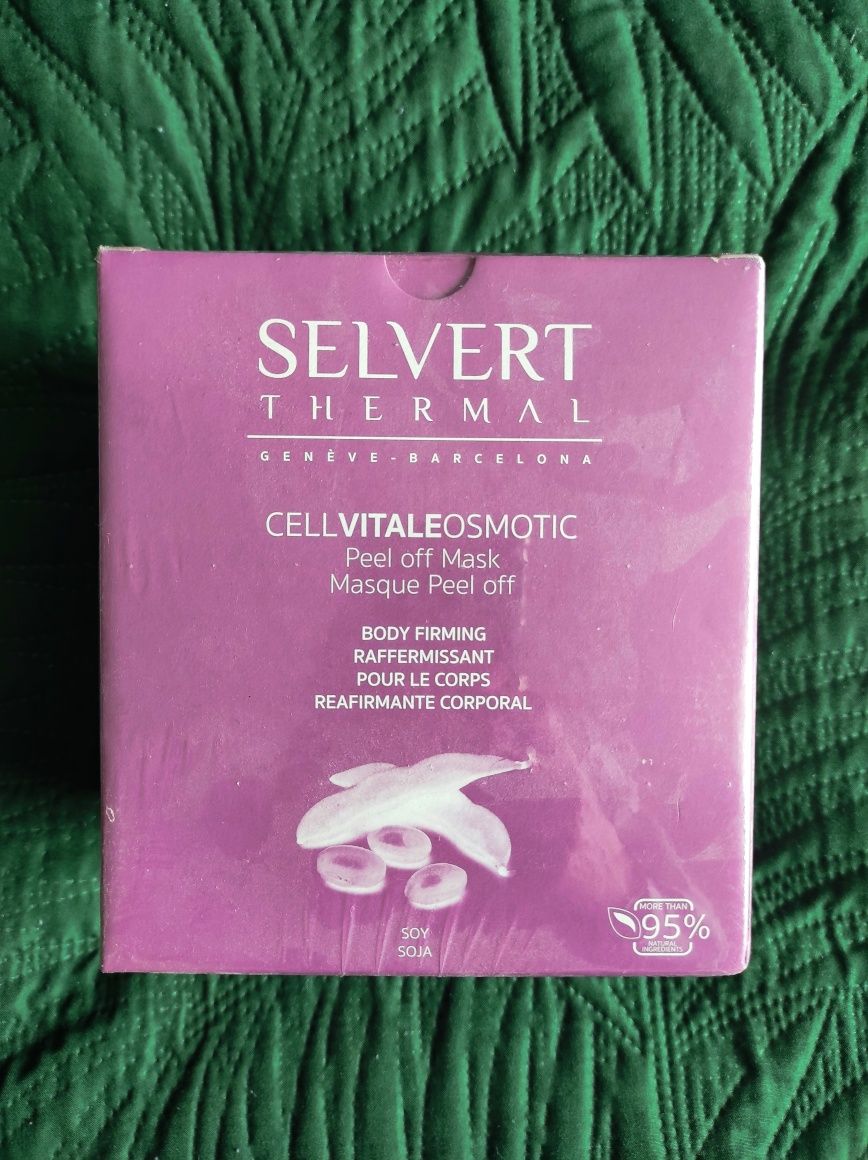 SELVERT
THERMAL
GENÈVE-BARCELONA
CELLVITALEOSMOTIC
Peel off Mask
Masque Peel off
BODY FIRMING
RAFFERMISSANT
POUR LE CORPS
REAFIRMANTE CORPORAL
SOY
SOJA
MORE THAN
95%
NATURAL
INGREDIENTS